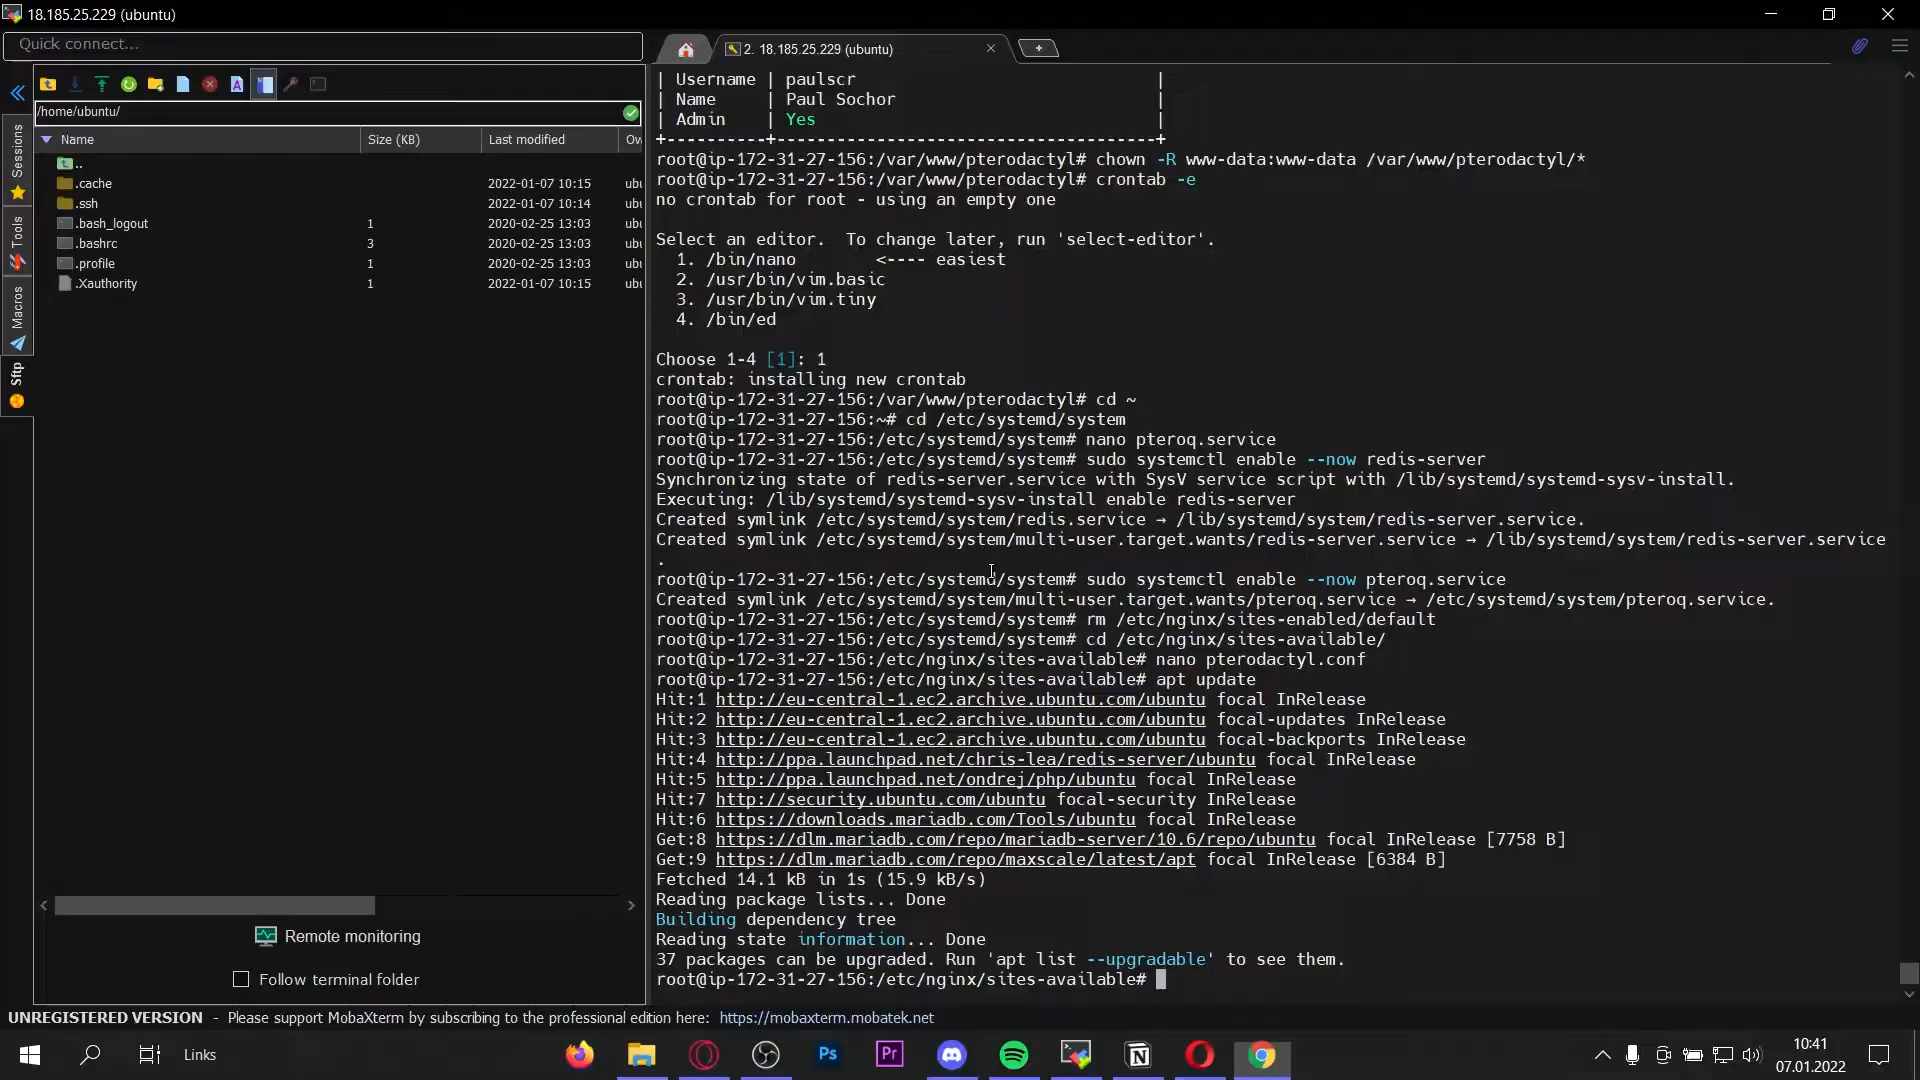 18.185.25.229 (ubuntu)
Quick connect...
2. 18.185.25.229 (ubuntu)
/home/ubuntu/
Name Size (KB) Last modified Ow
..
.cache 2022-01-07 10:15 ubu
.ssh 2022-01-07 10:14 ubu
.bash_logout 1 2020-02-25 13:03 ubu
.bashrc 3 2020-02-25 13:03 ubu
.profile 1 2020-02-25 13:03 ubu
.Xauthority 1 2022-01-07 10:15 ubu
Sessions
Tools
Macros
Sftp
Remote monitoring
Follow terminal folder
| Username | paulscr |
| Name | Paul Sochor |
| Admin | Yes |
+----------+--------------------------------------+
root@ip-172-31-27-156:/var/www/pterodactyl# chown -R www-data:www-data /var/www/pterodactyl/*
root@ip-172-31-27-156:/var/www/pterodactyl# crontab -e
no crontab for root - using an empty one
Select an editor. To change later, run 'select-editor'.
1. /bin/nano <---- easiest
2. /usr/bin/vim.basic
3. /usr/bin/vim.tiny
4. /bin/ed
Choose 1-4 [1]: 1
crontab: installing new crontab
root@ip-172-31-27-156:/var/www/pterodactyl# cd ~
root@ip-172-31-27-156:~# cd /etc/systemd/system
root@ip-172-31-27-156:/etc/systemd/system# nano pteroq.service
root@ip-172-31-27-156:/etc/systemd/system# sudo systemctl enable --now redis-server
Synchronizing state of redis-server.service with SysV service script with /lib/systemd/systemd-sysv-install.
Executing: /lib/systemd/systemd-sysv-install enable redis-server
Created symlink /etc/systemd/system/redis.service → /lib/systemd/system/redis-server.service.
Created symlink /etc/systemd/system/multi-user.target.wants/redis-server.service → /lib/systemd/system/redis-server.service
.
root@ip-172-31-27-156:/etc/systemd/system# sudo systemctl enable --now pteroq.service
Created symlink /etc/systemd/system/multi-user.target.wants/pteroq.service → /etc/systemd/system/pteroq.service.
root@ip-172-31-27-156:/etc/systemd/system# rm /etc/nginx/sites-enabled/default
root@ip-172-31-27-156:/etc/systemd/system# cd /etc/nginx/sites-available/
root@ip-172-31-27-156:/etc/nginx/sites-available# nano pterodactyl.conf
root@ip-172-31-27-156:/etc/nginx/sites-available# apt update
Hit:1 http://eu-central-1.ec2.archive.ubuntu.com/ubuntu focal InRelease
Hit:2 http://eu-central-1.ec2.archive.ubuntu.com/ubuntu focal-updates InRelease
Hit:3 http://eu-central-1.ec2.archive.ubuntu.com/ubuntu focal-backports InRelease
Hit:4 http://ppa.launchpad.net/chris-lea/redis-server/ubuntu focal InRelease
Hit:5 http://ppa.launchpad.net/ondrej/php/ubuntu focal InRelease
Hit:7 http://security.ubuntu.com/ubuntu focal-security InRelease
Hit:6 https://downloads.mariadb.com/Tools/ubuntu focal InRelease
Get:8 https://dlm.mariadb.com/repo/mariadb-server/10.6/repo/ubuntu focal InRelease [7758 B]
Get:9 https://dlm.mariadb.com/repo/maxscale/latest/apt focal InRelease [6384 B]
Fetched 14.1 kB in 1s (15.9 kB/s)
Reading package lists... Done
Building dependency tree
Reading state information... Done
37 packages can be upgraded. Run 'apt list --upgradable' to see them.
root@ip-172-31-27-156:/etc/nginx/sites-available#
UNREGISTERED VERSION - Please support MobaXterm by subscribing to the professional edition here: https://mobaxterm.mobatek.net
Links
Ps
Pr
10:41
07.01.2022